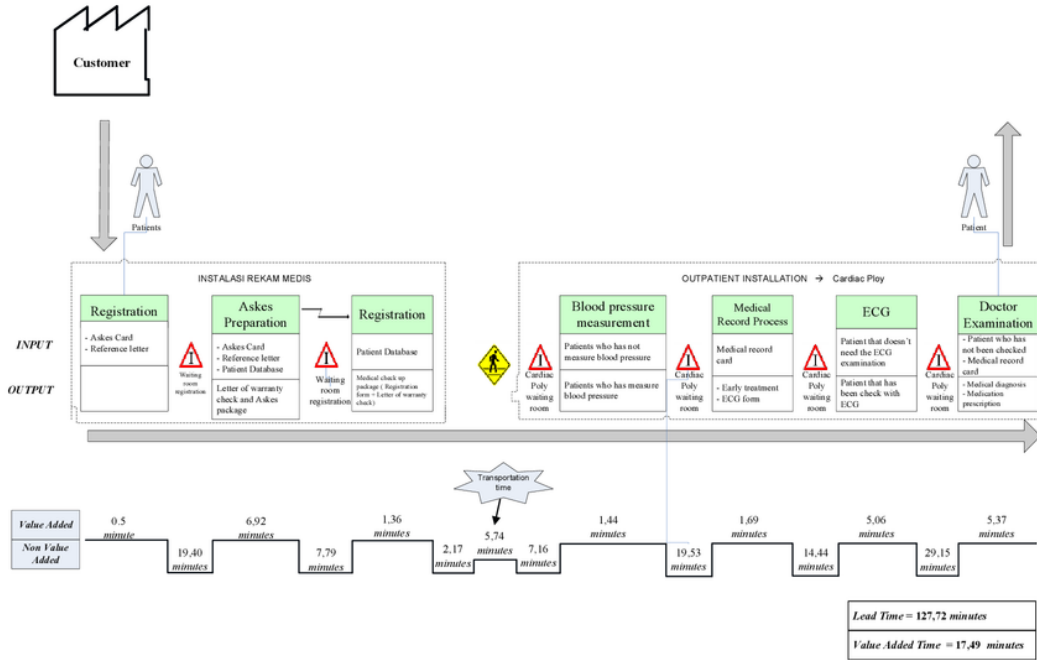 Customer
Patients
Patient
INSTALASI REKAM MEDIS
OUTPATIENT INSTALLATION → Cardiac Ploy
INPUT
OUTPUT
Registration
- Askes Card
- Reference letter
I
Waiting
room
registration
Askes
Preparation
- Askes Card
- Reference letter
- Patient Database
Letter of warranty
check and Askes
package
I
Waiting
room
registration
Registration
Patient Database
Medical check up
package ( Registration
form + Letter of warranty
check)
I
Cardiac
Poly
waiting
room
Blood pressure
measurement
Patients who has not
measure blood pressure
Patients who has measure
blood pressure
I
Cardiac
Poly
waiting
room
Medical
Record Process
Medical record
card
- Early treatment
- ECG form
I
Cardiac
Poly
waiting
room
ECG
Patient that doesn't
need the ECG
examination
Patient that has
been check with
ECG
I
Cardiac
Poly
waiting
room
Doctor
Examination
- Patient who has
not been checked
- Medical record
card
- Medical diagnosis
- Medication
prescription
Transportation
time
Value Added
Non Value
Added
0.5
minute
19,40
minutes
6,92
minutes
7,79
minutes
1,36
minutes
2,17
minutes
5,74
minutes
7,16
minutes
1,44
minutes
19,53
minutes
1,69
minutes
14,44
minutes
5,06
minutes
29,15
minutes
5,37
minutes
Lead Time = 127,72 minutes
Value Added Time = 17,49 minutes